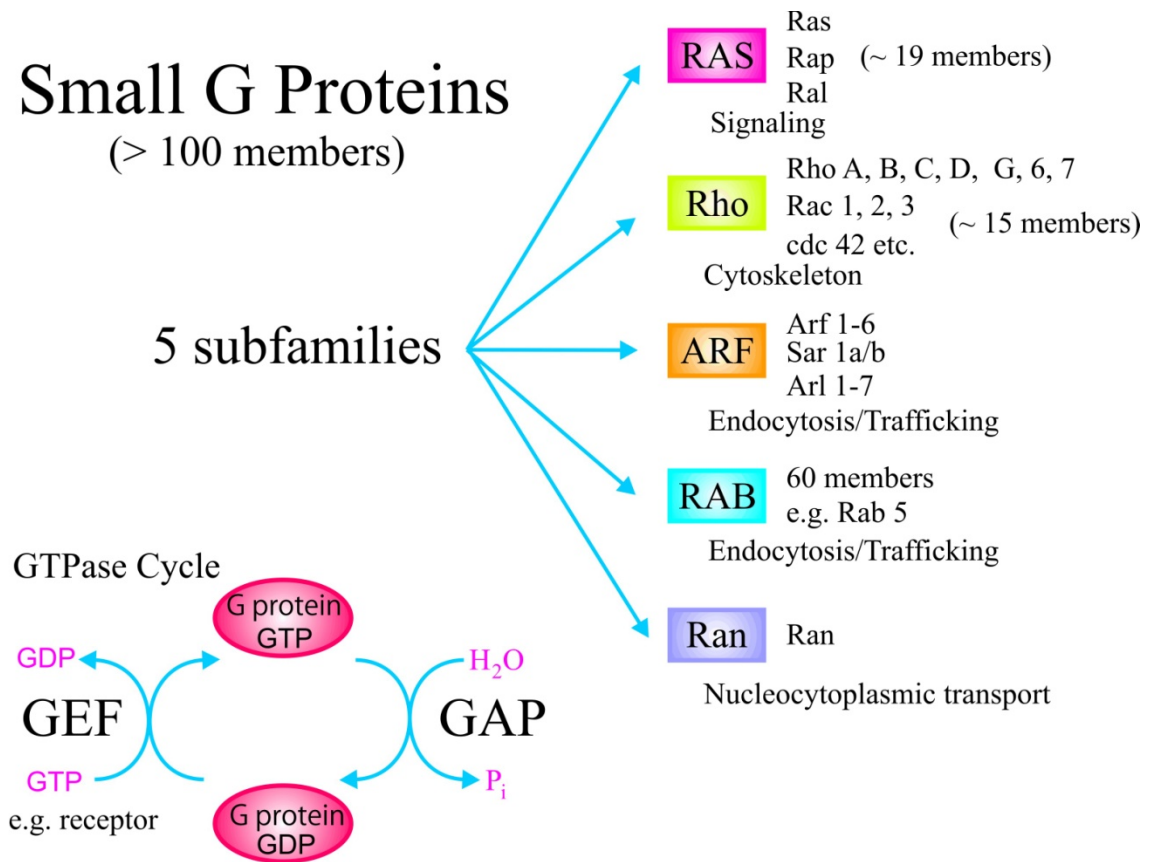 Small G Proteins
(> 100 members)
5 subfamilies
RAS
Ras
Rap
Ral
(~ 19 members)
Signaling
Rho
Rho A, B, C, D, G, 6, 7
Rac 1, 2, 3
cdc 42 etc.
(~ 15 members)
Cytoskeleton
ARF
Arf 1-6
Sar 1a/b
Arl 1-7
Endocytosis/Trafficking
RAB
60 members
e.g. Rab 5
Endocytosis/Trafficking
Ran
Ran
Nucleocytoplasmic transport
GTPase Cycle
G protein
GTP
GDP
H₂O
GEF
GAP
GTP
Pᵢ
e.g. receptor
G protein
GDP